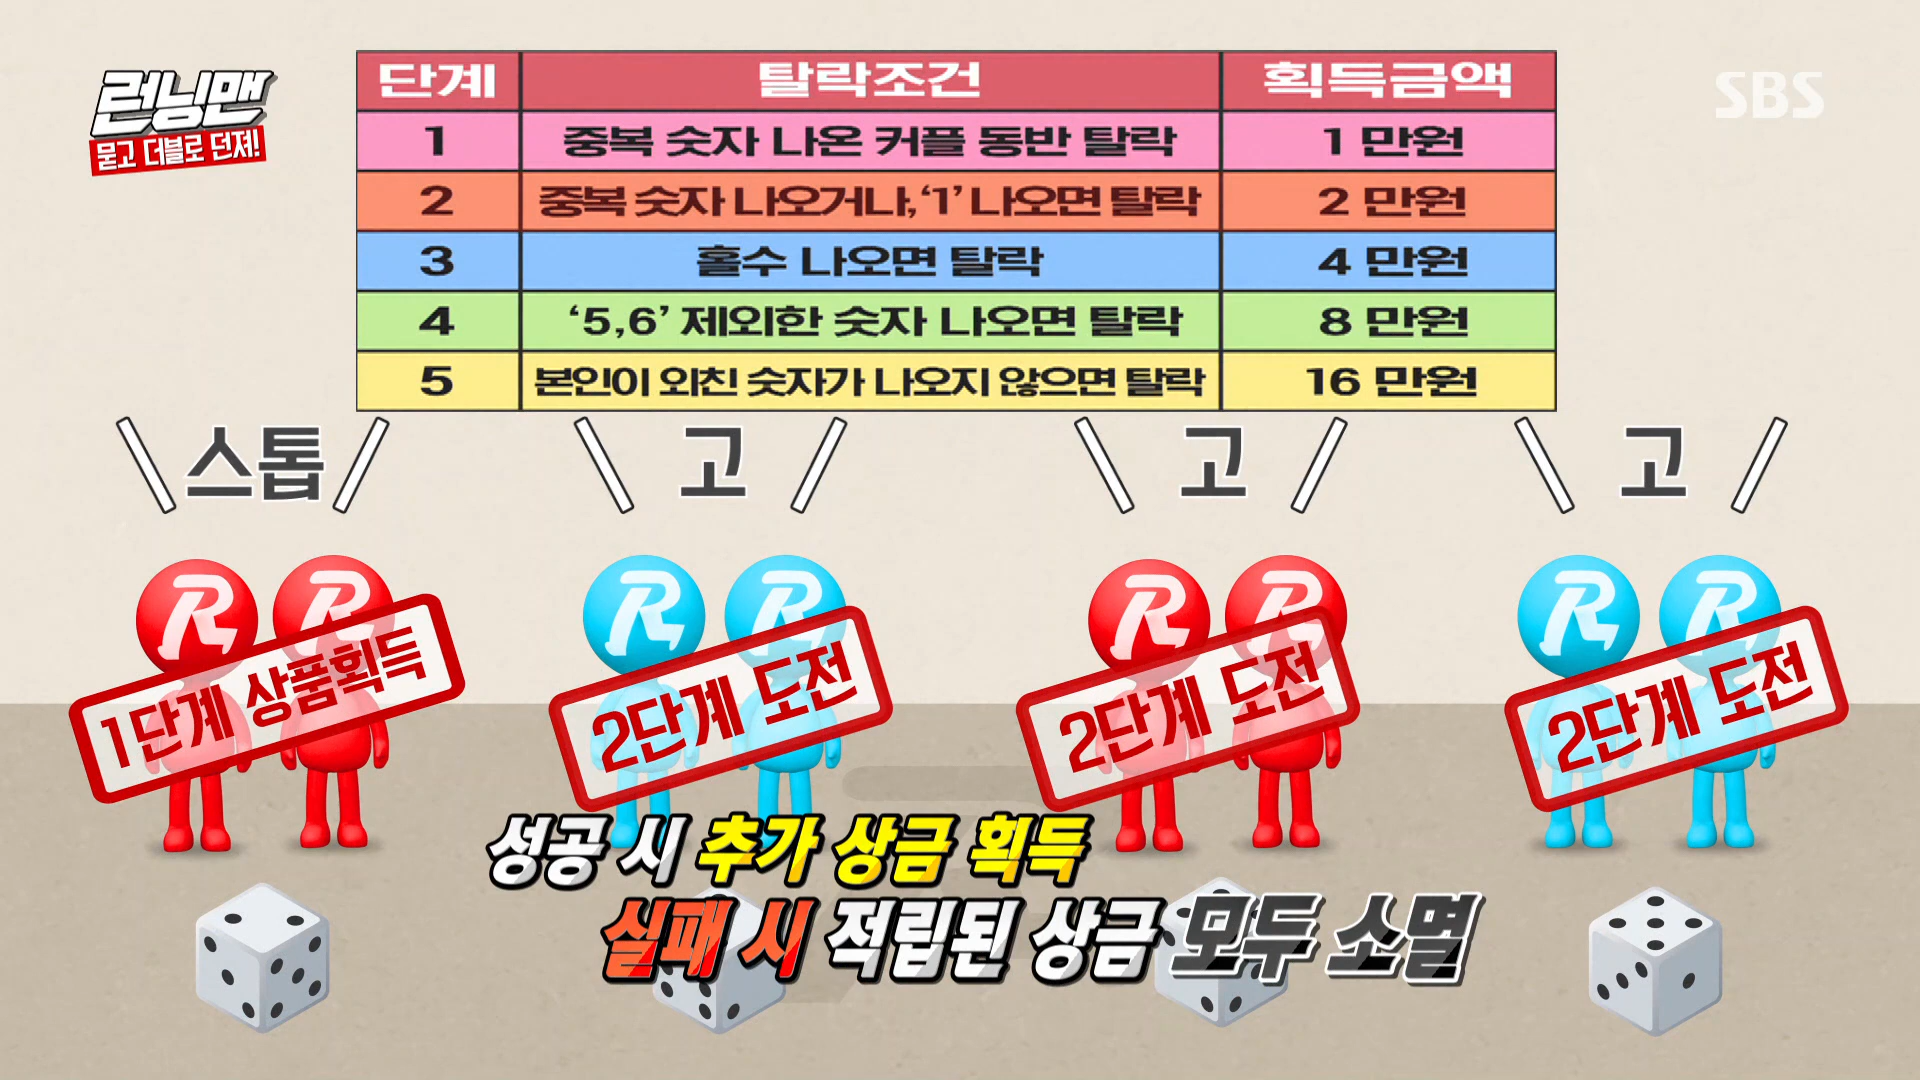 런닝맨
묻고 더블로 던져!
SBS
단계 탈락조건 획득금액
1 중복 숫자 나온 커플 동반 탈락 1 만원
2 중복 숫자 나오거나, ‘1’ 나오면 탈락 2 만원
3 홀수 나오면 탈락 4 만원
4 ‘5,6’ 제외한 숫자 나오면 탈락 8 만원
5 본인이 외친 숫자가 나오지 않으면 탈락 16 만원
스톱 고 고 고
R R R R R R R R
1단계 상품획득 2단계 도전 2단계 도전 2단계 도전
성공 시 추가 상금 획득
실패 시 적립된 상금 모두 소멸